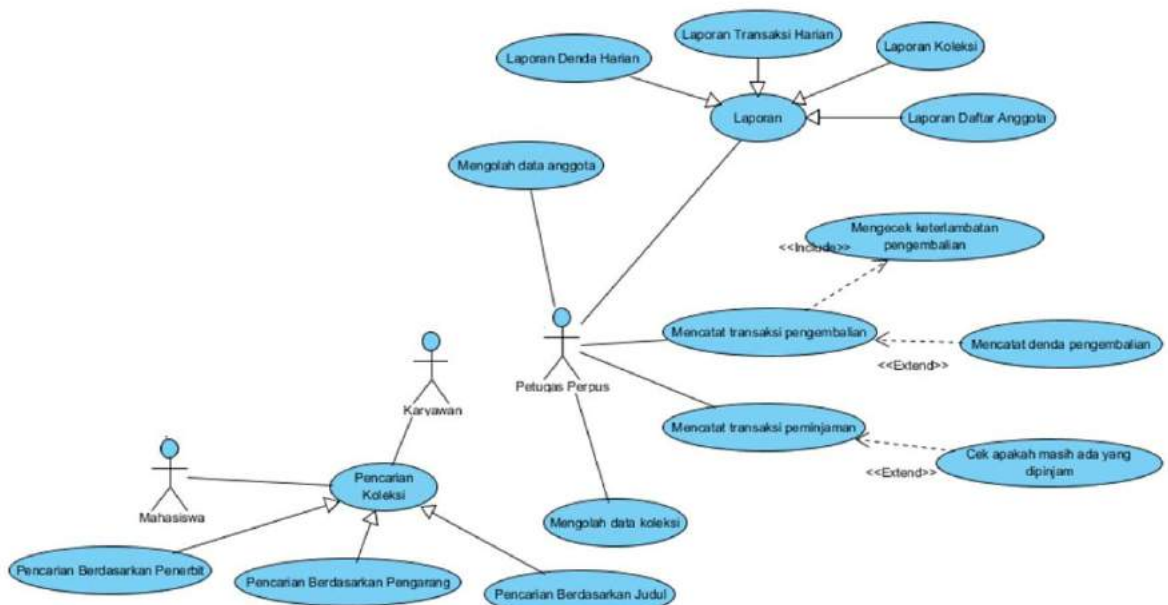 Laporan Transaksi Harian
Laporan Denda Harian
Laporan Koleksi
Laporan
Laporan Daftar Anggota
Mengolah data anggota
Mengecek keterlambatan
pengembalian
<<Include>>
Mencatat transaksi pengembalian
Mencatat denda pengembalian
<<Extend>>
Petugas Perpus
Karyawan
Mencatat transaksi peminjaman
Cek apakah masih ada yang
dipinjam
<<Extend>>
Pencarian
Koleksi
Mahasiswa
Mengolah data koleksi
Pencarian Berdasarkan Penerbit
Pencarian Berdasarkan Pengarang
Pencarian Berdasarkan Judul